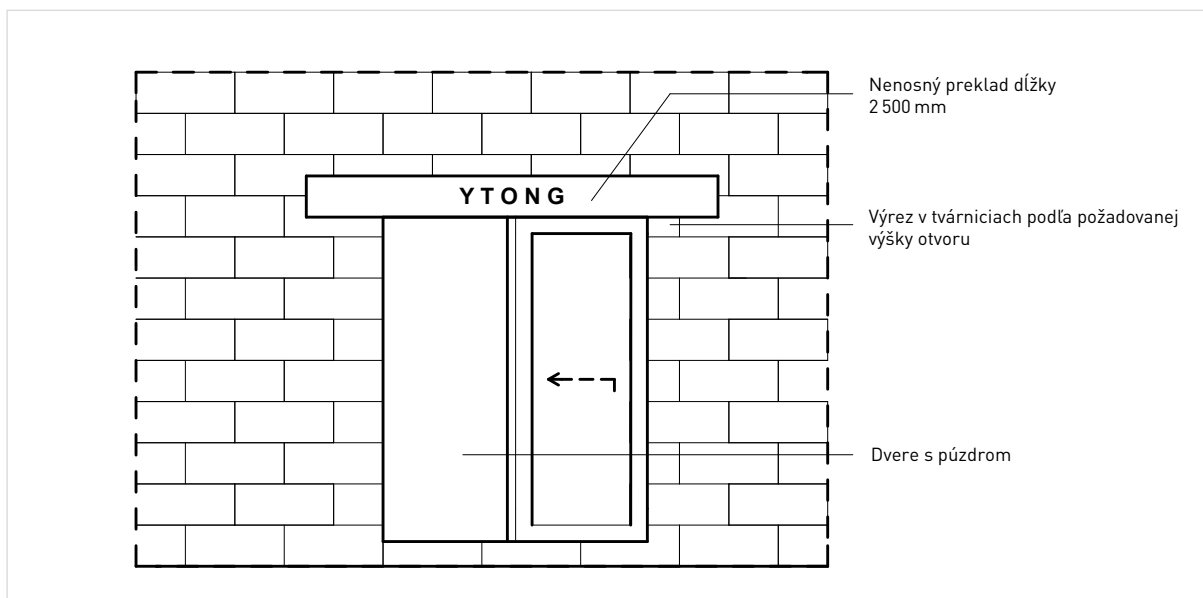 Nenosný preklad dĺžky
2 500 mm
YTONG
Výrez v tvárniciach podľa požadovanej
výšky otvoru
Dvere s púzdrom